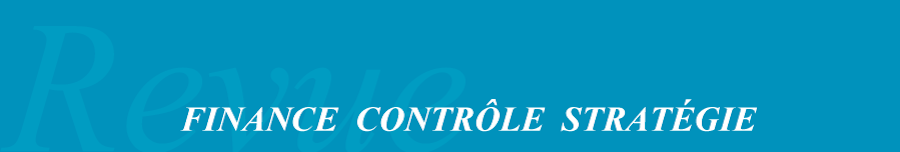 Revue
FINANCE CONTRÔLE STRATÉGIE